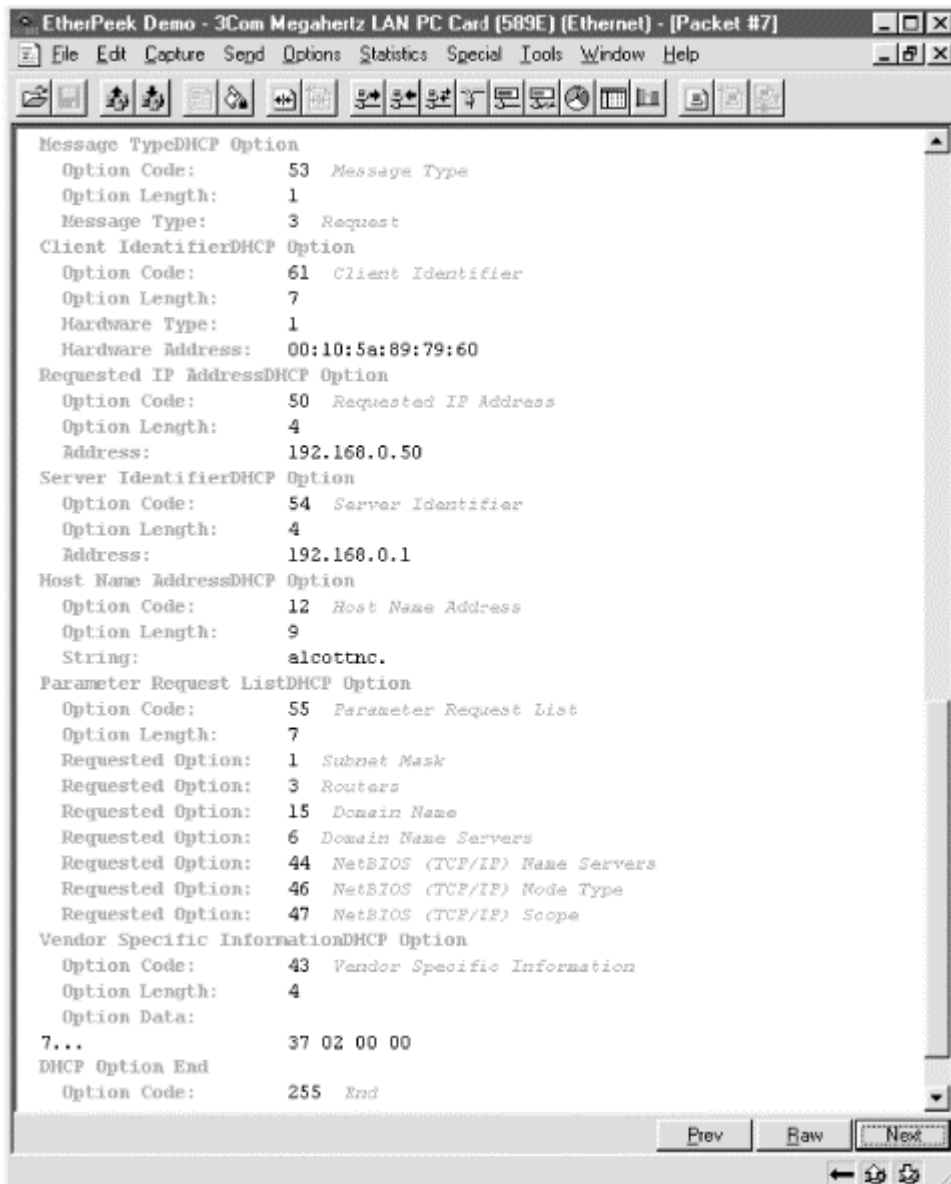 EtherPeek Demo - 3Com Megahertz LAN PC Card (589E) (Ethernet) - [Packet #7]
File Edit Capture Send Options Statistics Special Tools Window Help
Message TypeDHCP Option
Option Code: 53 Message Type
Option Length: 1
Message Type: 3 Request
Client IdentifierDHCP Option
Option Code: 61 Client Identifier
Option Length: 7
Hardware Type: 1
Hardware Address: 00:10:5a:89:79:60
Requested IP AddressDHCP Option
Option Code: 50 Requested IP Address
Option Length: 4
Address: 192.168.0.50
Server IdentifierDHCP Option
Option Code: 54 Server Identifier
Option Length: 4
Address: 192.168.0.1
Host Name AddressDHCP Option
Option Code: 12 Host Name Address
Option Length: 9
String: alcottnc.
Parameter Request ListDHCP Option
Option Code: 55 Parameter Request List
Option Length: 7
Requested Option: 1 Subnet Mask
Requested Option: 3 Routers
Requested Option: 15 Domain Name
Requested Option: 6 Domain Name Servers
Requested Option: 44 NetBIOS (TCP/IP) Name Servers
Requested Option: 46 NetBIOS (TCP/IP) Node Type
Requested Option: 47 NetBIOS (TCP/IP) Scope
Vendor Specific InformationDHCP Option
Option Code: 43 Vendor Specific Information
Option Length: 4
Option Data:
7... 37 02 00 00
DHCP Option End
Option Code: 255 End
Prev Raw Next